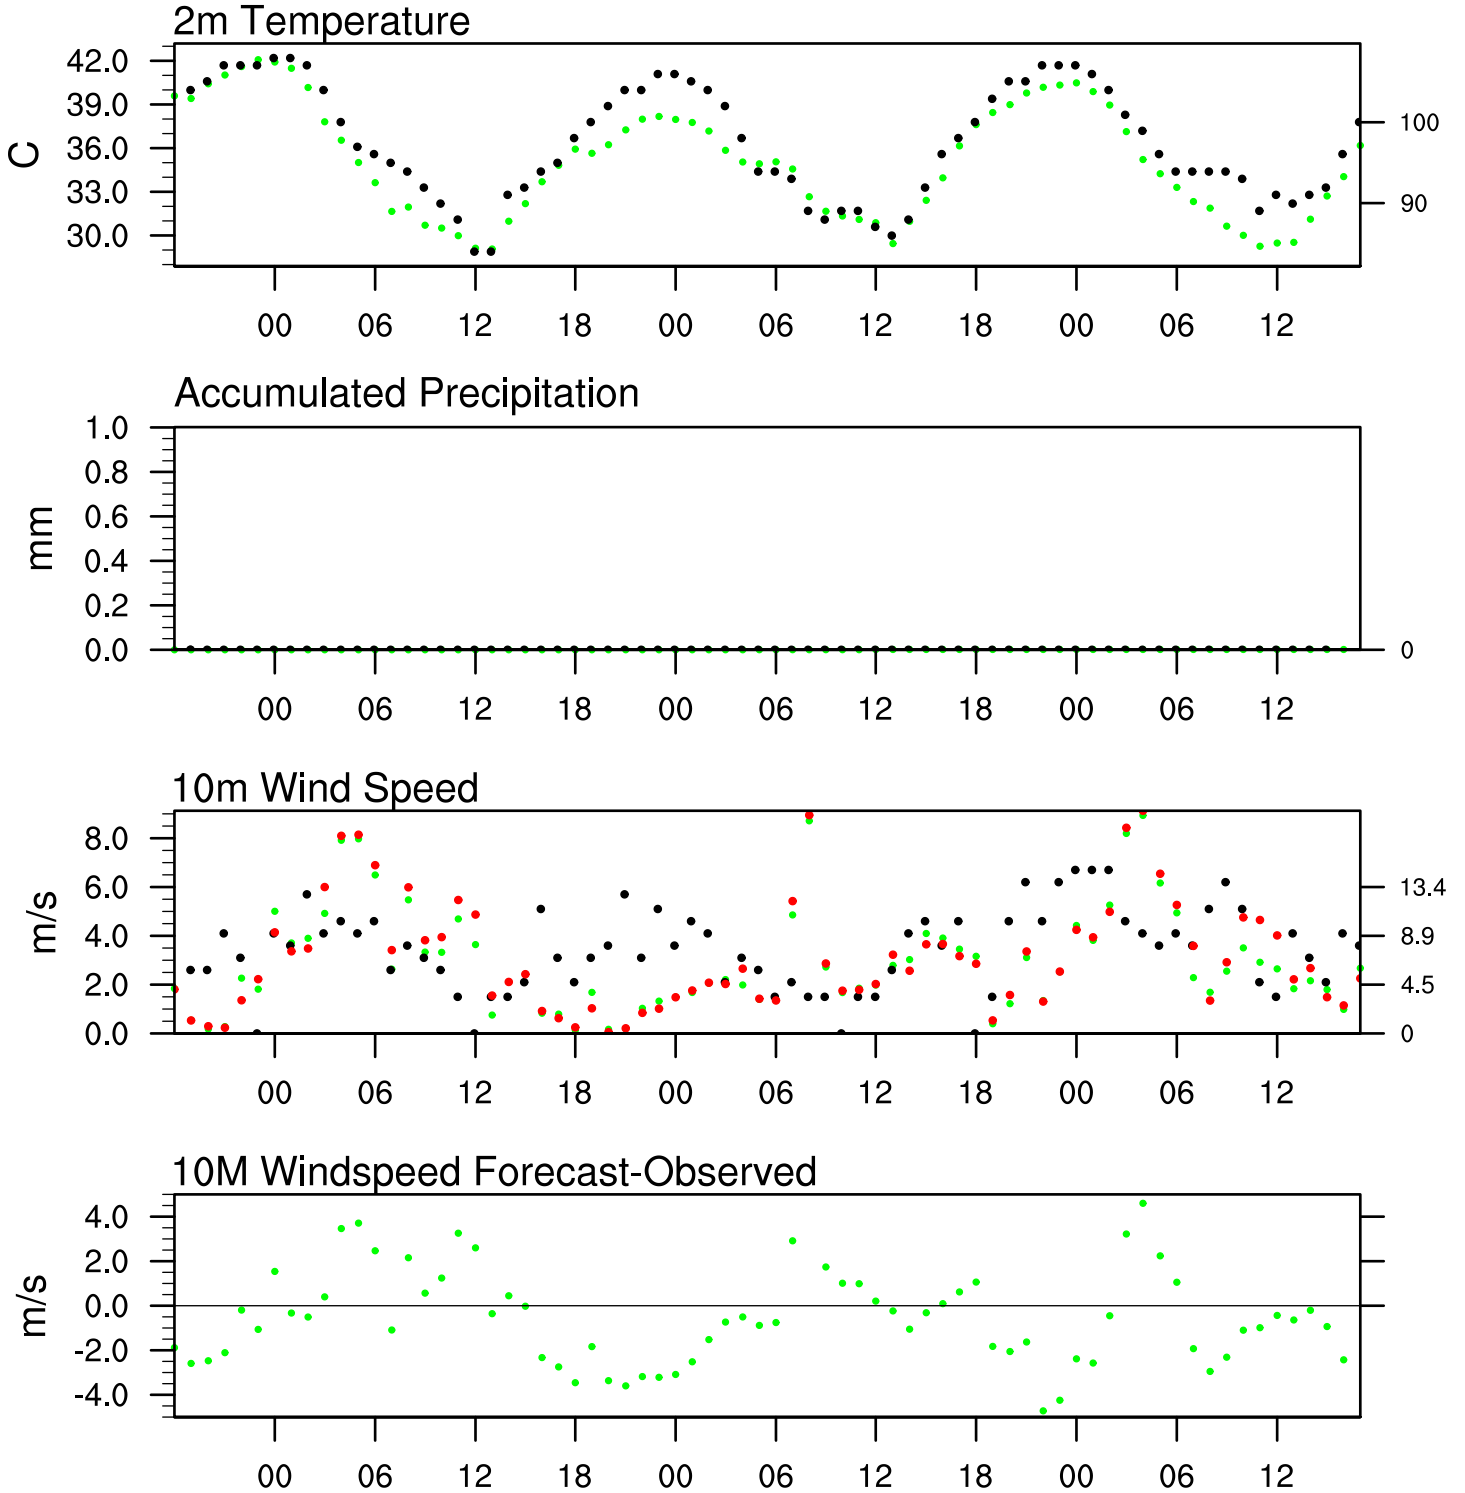 2m Temperature
42.0
39.0
36.0
33.0
30.0
C
100
90
00 06 12 18 00 06 12 18 00 06 12
Accumulated Precipitation
1.0
0.8
0.6
0.4
0.2
0.0
mm
0
00 06 12 18 00 06 12 18 00 06 12
10m Wind Speed
8.0
6.0
4.0
2.0
0.0
m/s
13.4
8.9
4.5
0
00 06 12 18 00 06 12 18 00 06 12
10M Windspeed Forecast-Observed
4.0
2.0
0.0
-2.0
-4.0
m/s
00 06 12 18 00 06 12 18 00 06 12